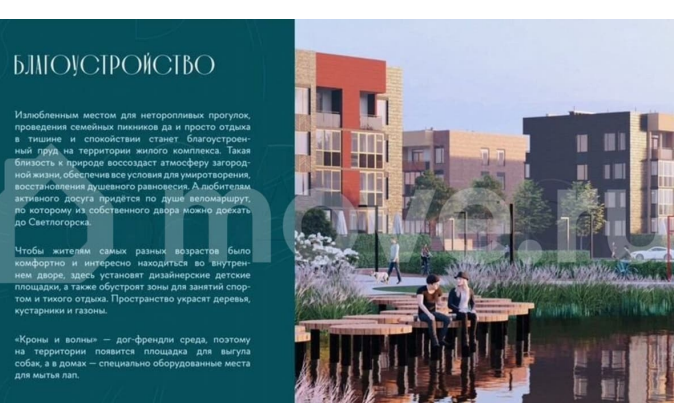 БЛАГОУСТРОЙСТВО
Излюбленным местом для неторопливых прогулок,
проведения семейных пикников да и просто отдыха
в тишине и спокойствии станет благоустроен-
ный пруд на территории жилого комплекса. Такая
близость к природе воссоздаст атмосферу загород-
ной жизни, обеспечив все условия для умиротворения,
восстановления душевного равновесия. А любителям
активного досуга придётся по душе веломаршрут,
по которому из собственного двора можно доехать
до Светлогорска.
Чтобы жителям самых разных возрастов было
комфортно и интересно находиться во внутрен-
нем дворе, здесь установят дизайнерские детские
площадки, а также обустроят зоны для занятий спор-
том и тихого отдыха. Пространство украсят деревья,
кустарники и газоны.
«Кроны и волны» — дог-френдли среда, поэтому
на территории появится площадка для выгула
собак, а в домах — специально оборудованные места
для мытья лап.
move.ru